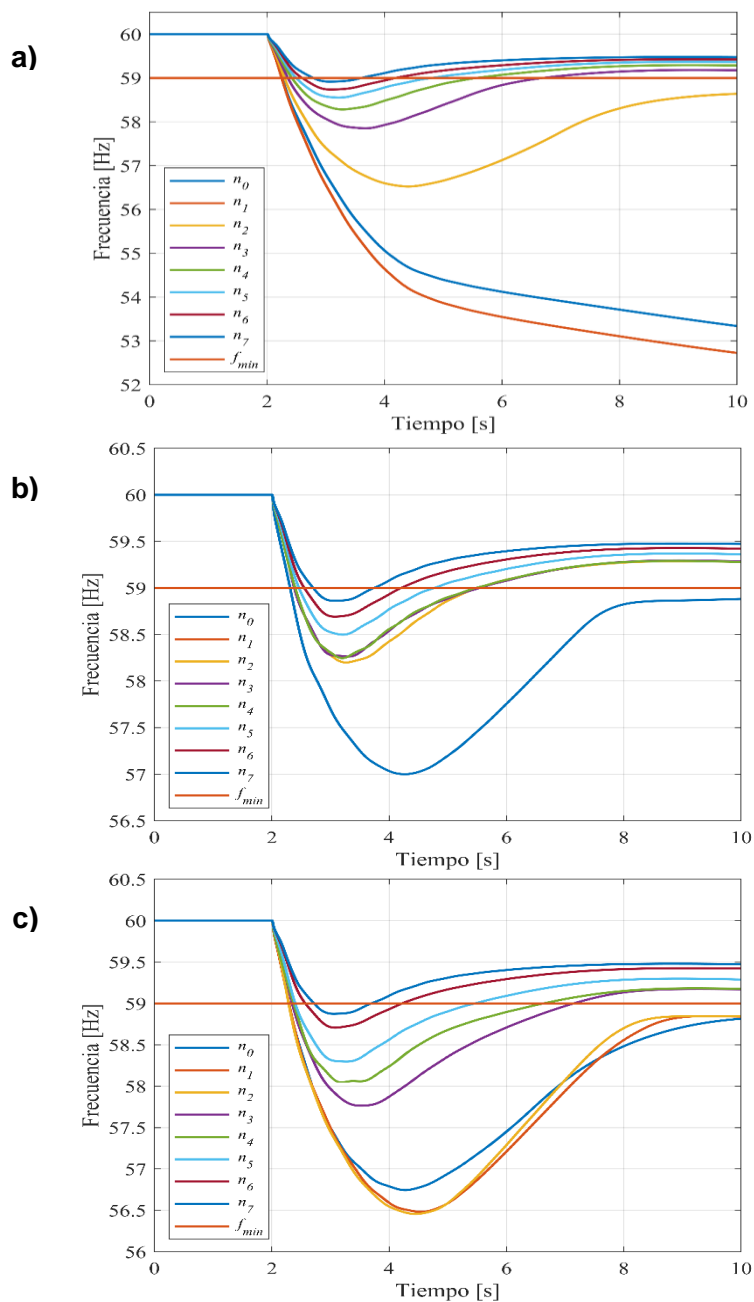 a)
Frecuencia [Hz]
60
59
58
57
56
55
54
53
52
n0
n1
n2
n3
n4
n5
n6
n7
fmin
0 2 4 6 8 10
Tiempo [s]
b)
Frecuencia [Hz]
60.5
60
59.5
59
58.5
58
57.5
57
56.5
n0
n1
n2
n3
n4
n5
n6
n7
fmin
0 2 4 6 8 10
Tiempo [s]
c)
Frecuencia [Hz]
60.5
60
59.5
59
58.5
58
57.5
57
56.5
56
n0
n1
n2
n3
n4
n5
n6
n7
fmin
0 2 4 6 8 10
Tiempo [s]